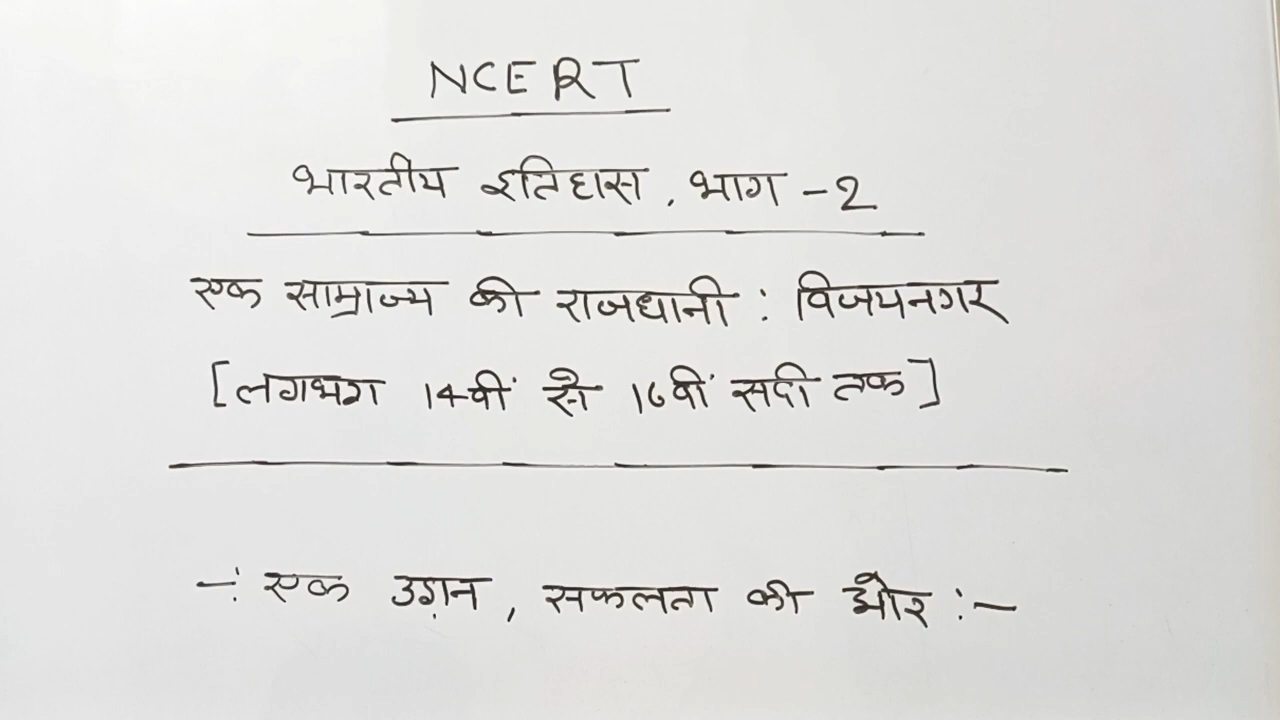 NCERT
भारतीय इतिहास, भाग -2
एक साम्राज्य की राजधानी : विजयनगर
[लगभग 14वीं से 16वीं सदी तक]
-: एक उड़ान, सफलता की ओर :-